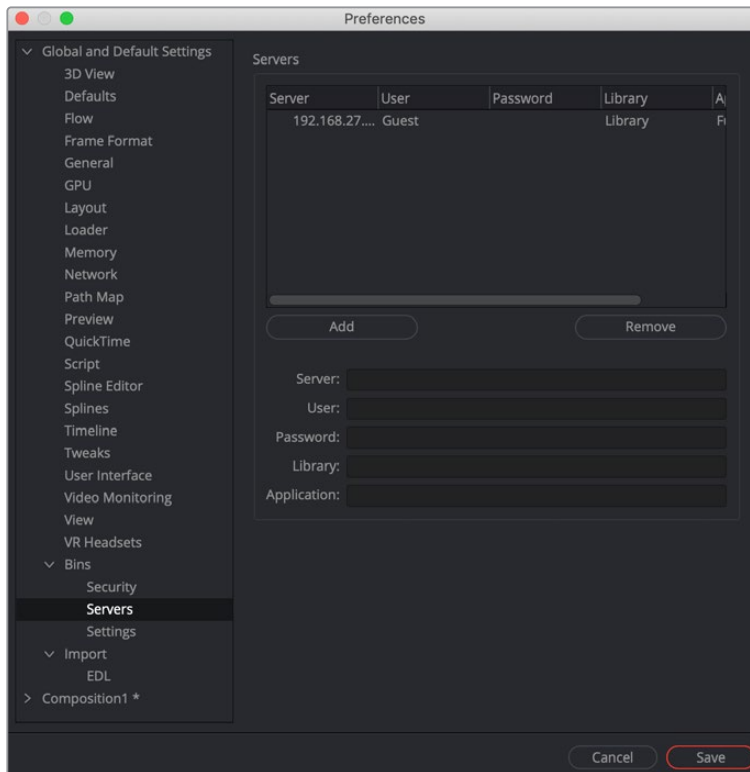 Preferences
Global and Default Settings
3D View
Defaults
Flow
Frame Format
General
GPU
Layout
Loader
Memory
Network
Path Map
Preview
QuickTime
Script
Spline Editor
Splines
Timeline
Tweaks
User Interface
Video Monitoring
View
VR Headsets
Bins
Security
Servers
Settings
Import
EDL
Composition1 *
Servers
Server User Password Library
192.168.27.... Guest Library
Add Remove
Server:
User:
Password:
Library:
Application:
Cancel Save